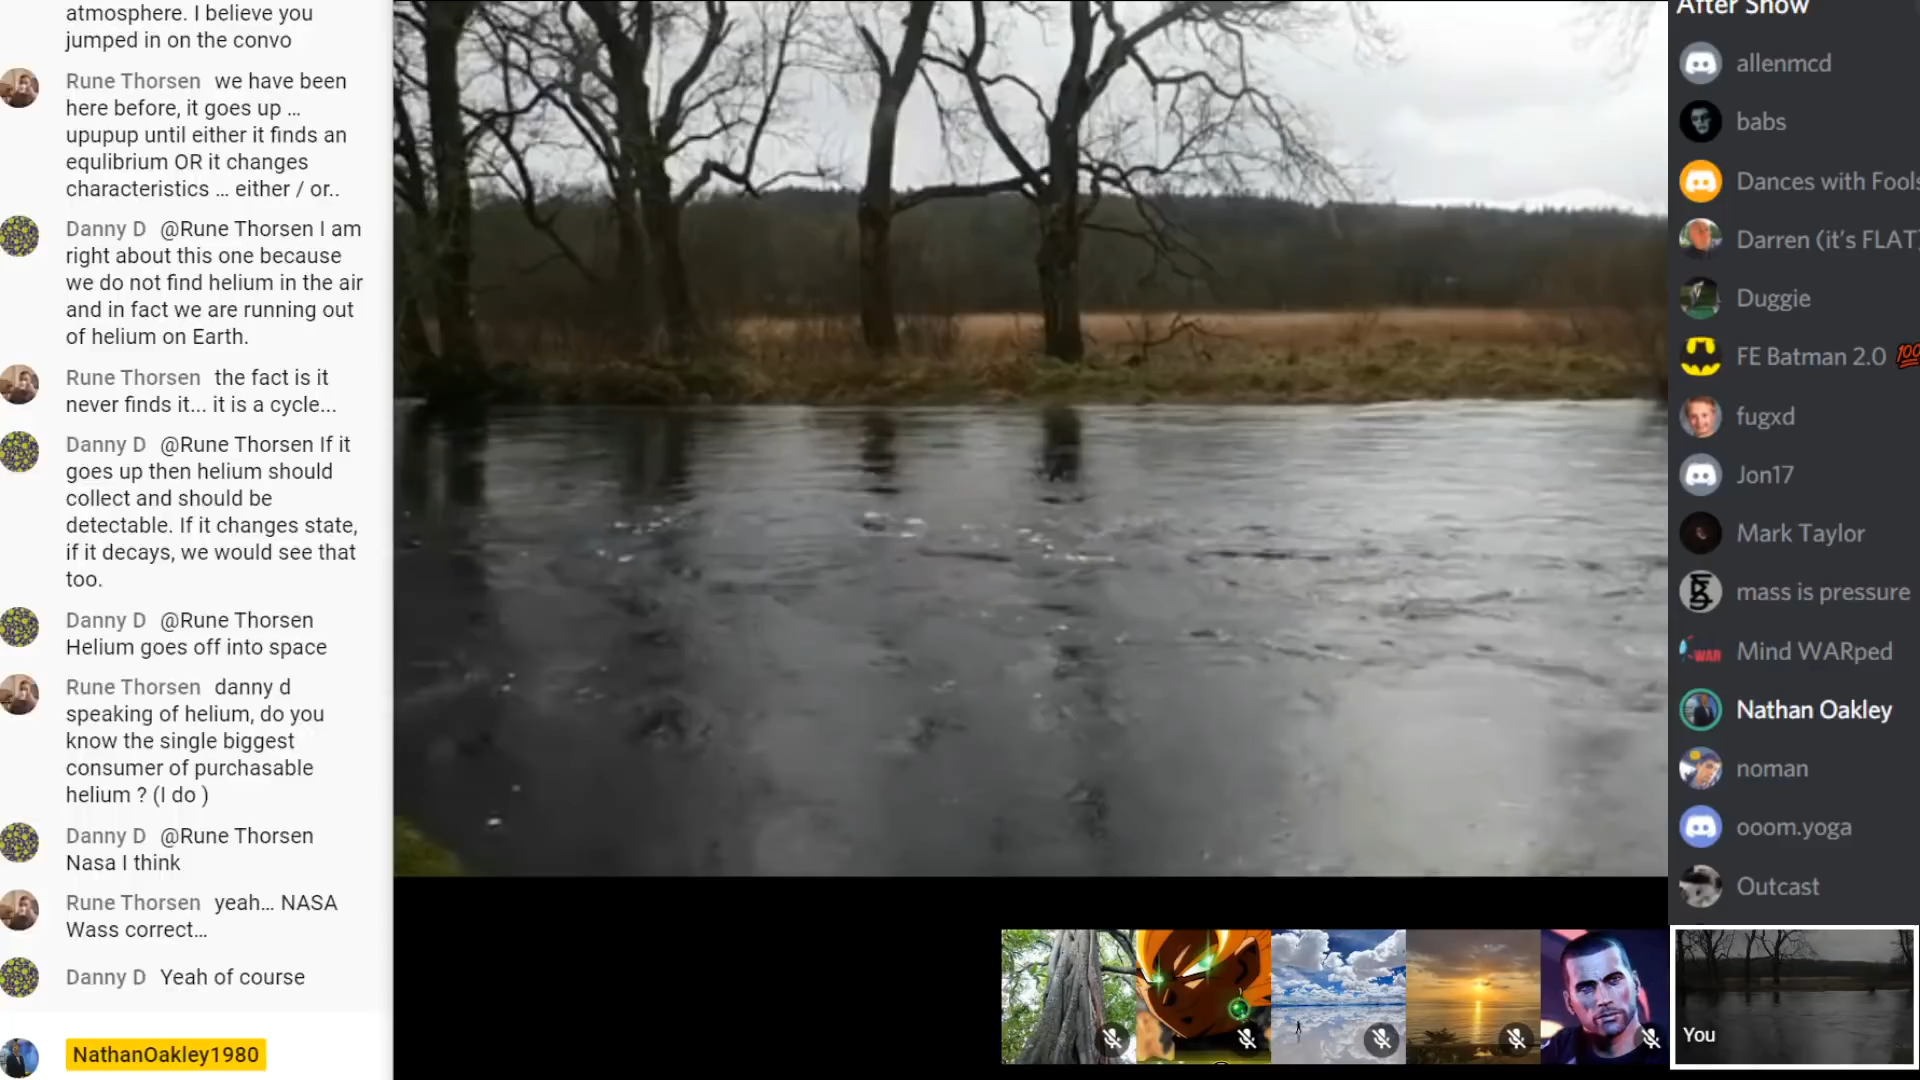 atmosphere. I believe you
jumped in on the convo
Rune Thorsen we have been
here before, it goes up ...
upupup until either it finds an
equlibrium OR it changes
characteristics ... either / or..
Danny D @Rune Thorsen I am
right about this one because
we do not find helium in the air
and in fact we are running out
of helium on Earth.
Rune Thorsen the fact is it
never finds it... it is a cycle...
Danny D @Rune Thorsen If it
goes up then helium should
collect and should be
detectable. If it changes state,
if it decays, we would see that
too.
Danny D @Rune Thorsen
Helium goes off into space
Rune Thorsen danny d
speaking of helium, do you
know the single biggest
consumer of purchasable
helium ? (I do )
Danny D @Rune Thorsen
Nasa I think
Rune Thorsen yeah... NASA
Wass correct...
Danny D Yeah of course
NathanOakley1980
After Show
allenmcd
babs
Dances with Fools
Darren (it's FLAT
Duggie
FE Batman 2.0 💯
fugxd
Jon17
Mark Taylor
mass is pressure
WAR
Mind WARped
Nathan Oakley
noman
ooom.yoga
Outcast
You